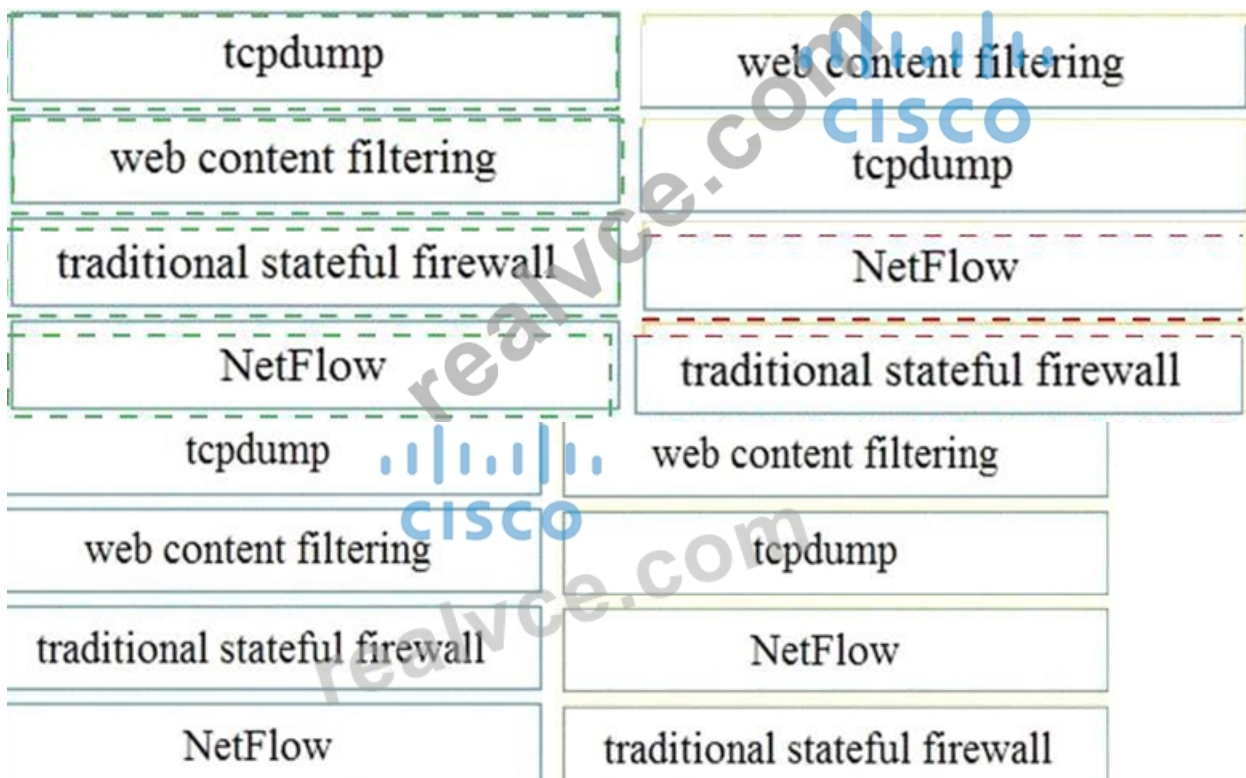 tcpdump
web content filtering
CISCO
web content filtering
tcpdump
traditional stateful firewall
NetFlow
NetFlow
traditional stateful firewall
realvce.com
tcpdump
web content filtering
CISCO
web content filtering
tcpdump
traditional stateful firewall
NetFlow
NetFlow
traditional stateful firewall
realvce.com